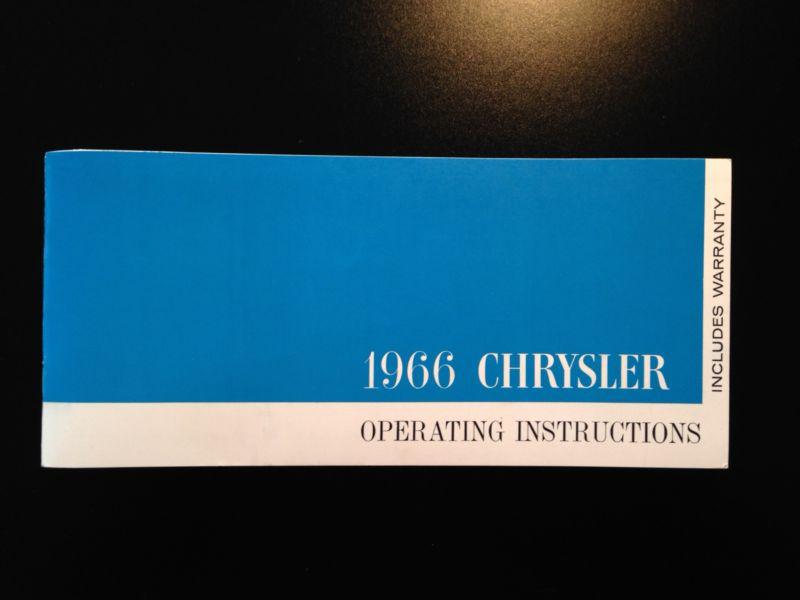 1966 CHRYSLER
OPERATING INSTRUCTIONS
INCLUDES WARRANTY